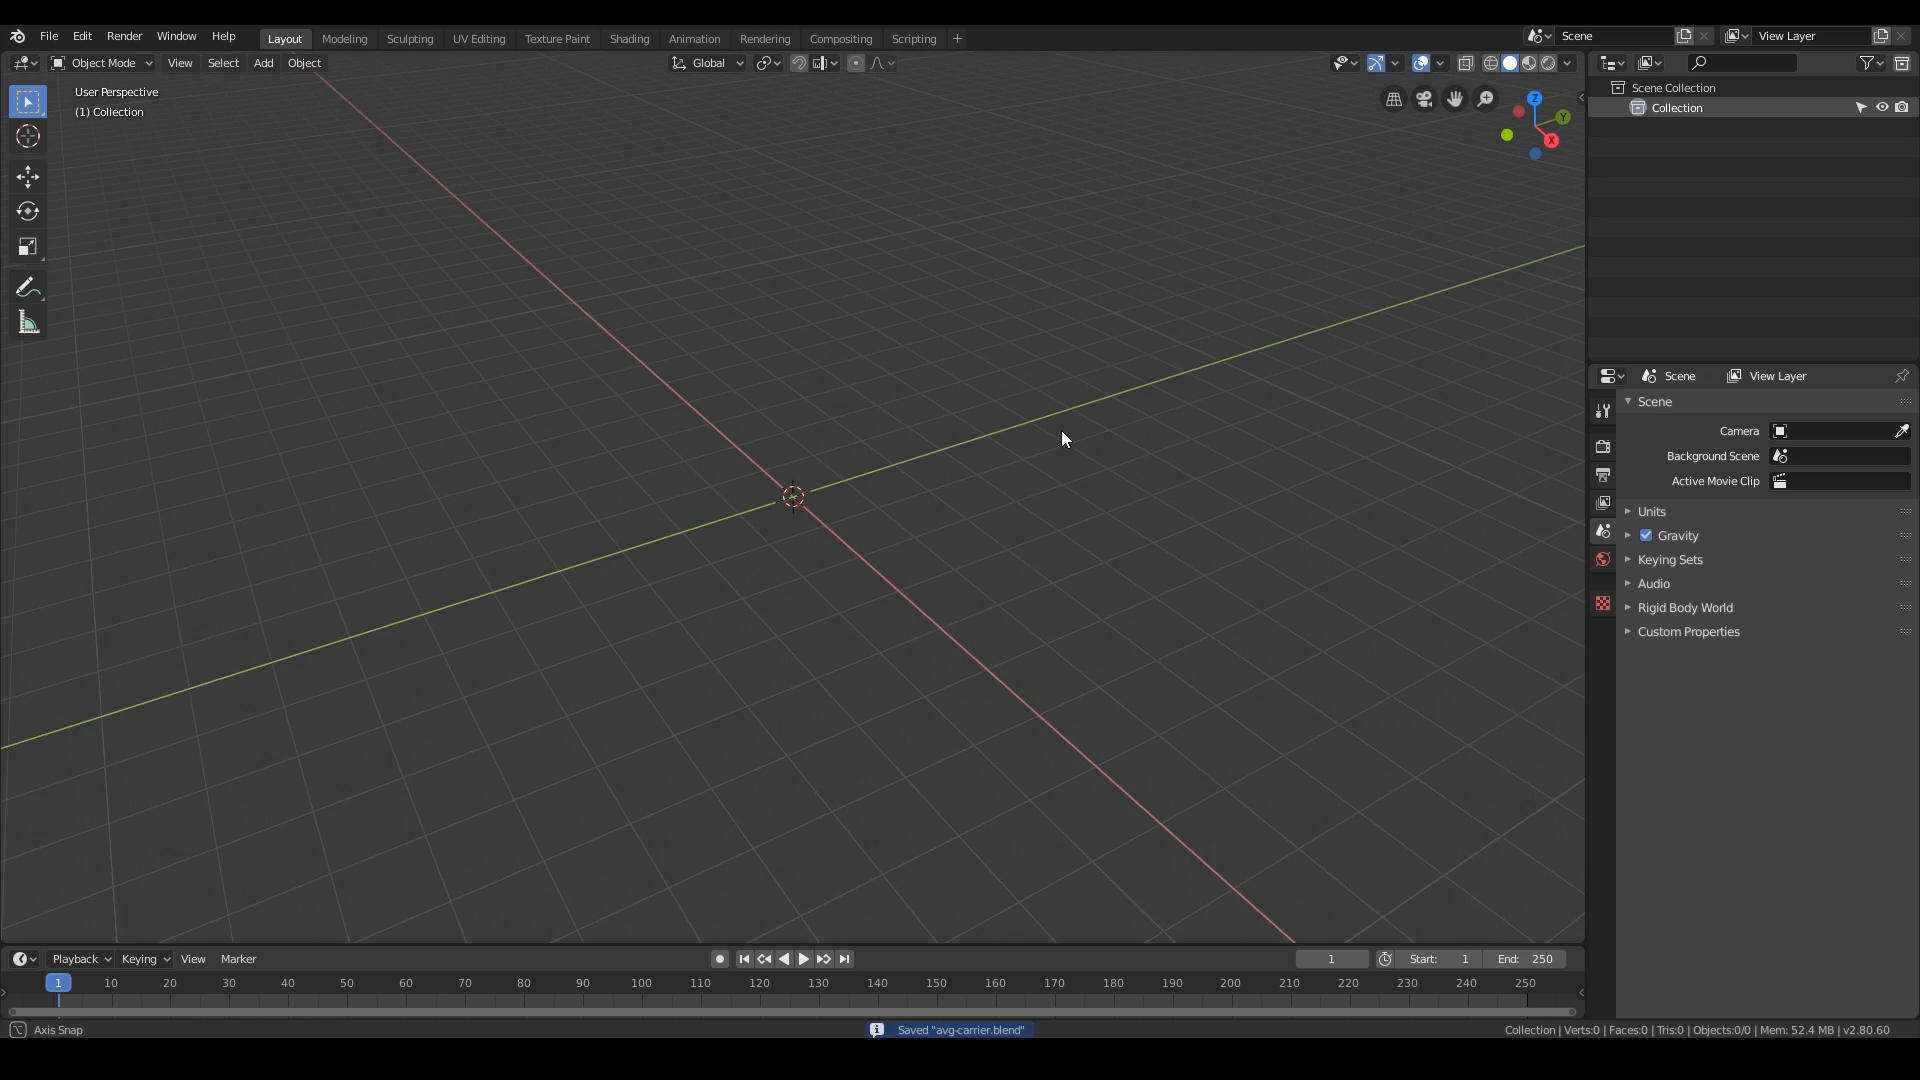 File Edit Render Window Help Layout Modeling Sculpting UV Editing Texture Paint Shading Animation Rendering Compositing Scripting + Scene View Layer
Object Mode View Select Add Object Global
User Perspective
(1) Collection
Z
Y
X
Scene Collection
Collection
Scene View Layer
Scene
Camera
Background Scene
Active Movie Clip
Units
Gravity
Keying Sets
Audio
Rigid Body World
Custom Properties
Playback Keying View Marker 1 Start: 1 End: 250
1 10 20 30 40 50 60 70 80 90 100 110 120 130 140 150 160 170 180 190 200 210 220 230 240 250
Axis Snap Saved "avg-carrier.blend" Collection | Verts:0 | Faces:0 | Tris:0 | Objects:0/0 | Mem: 52.4 MB | v2.80.60